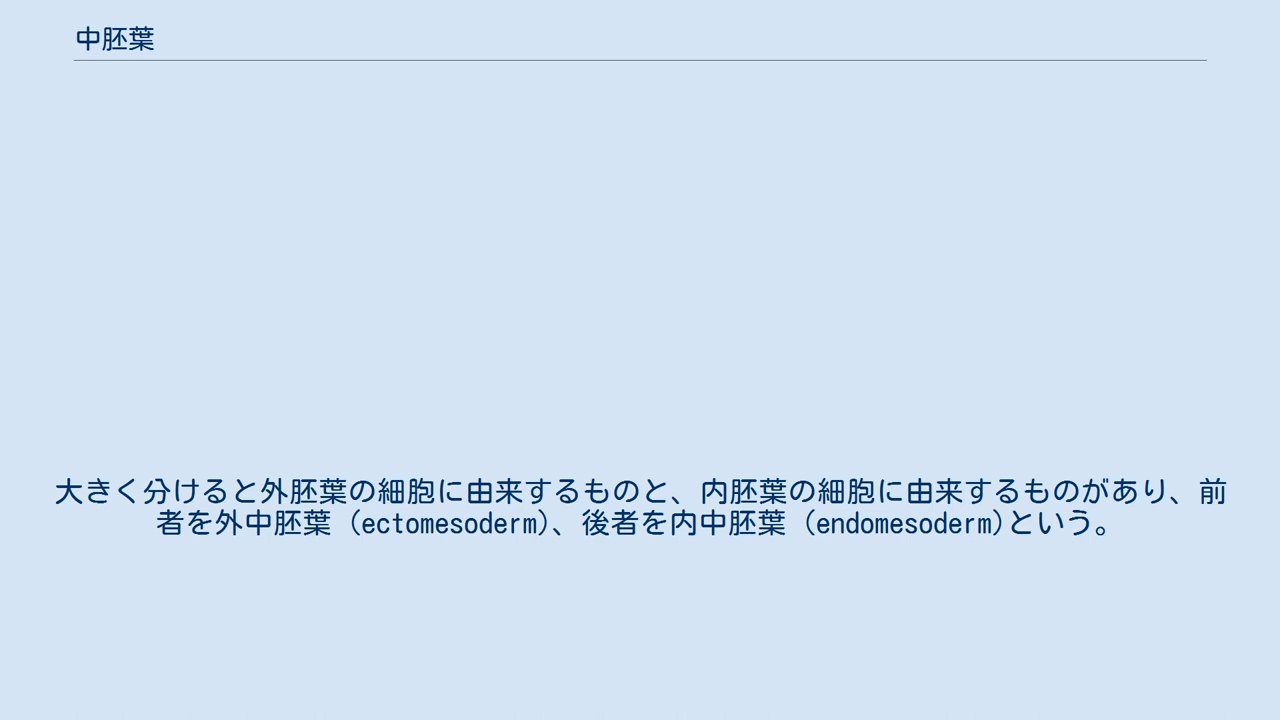 中胚葉
大きく分けると外胚葉の細胞に由来するものと、内胚葉の細胞に由来するものがあり、前
者を外中胚葉 (ectomesoderm)、後者を内中胚葉 (endomesoderm)という。